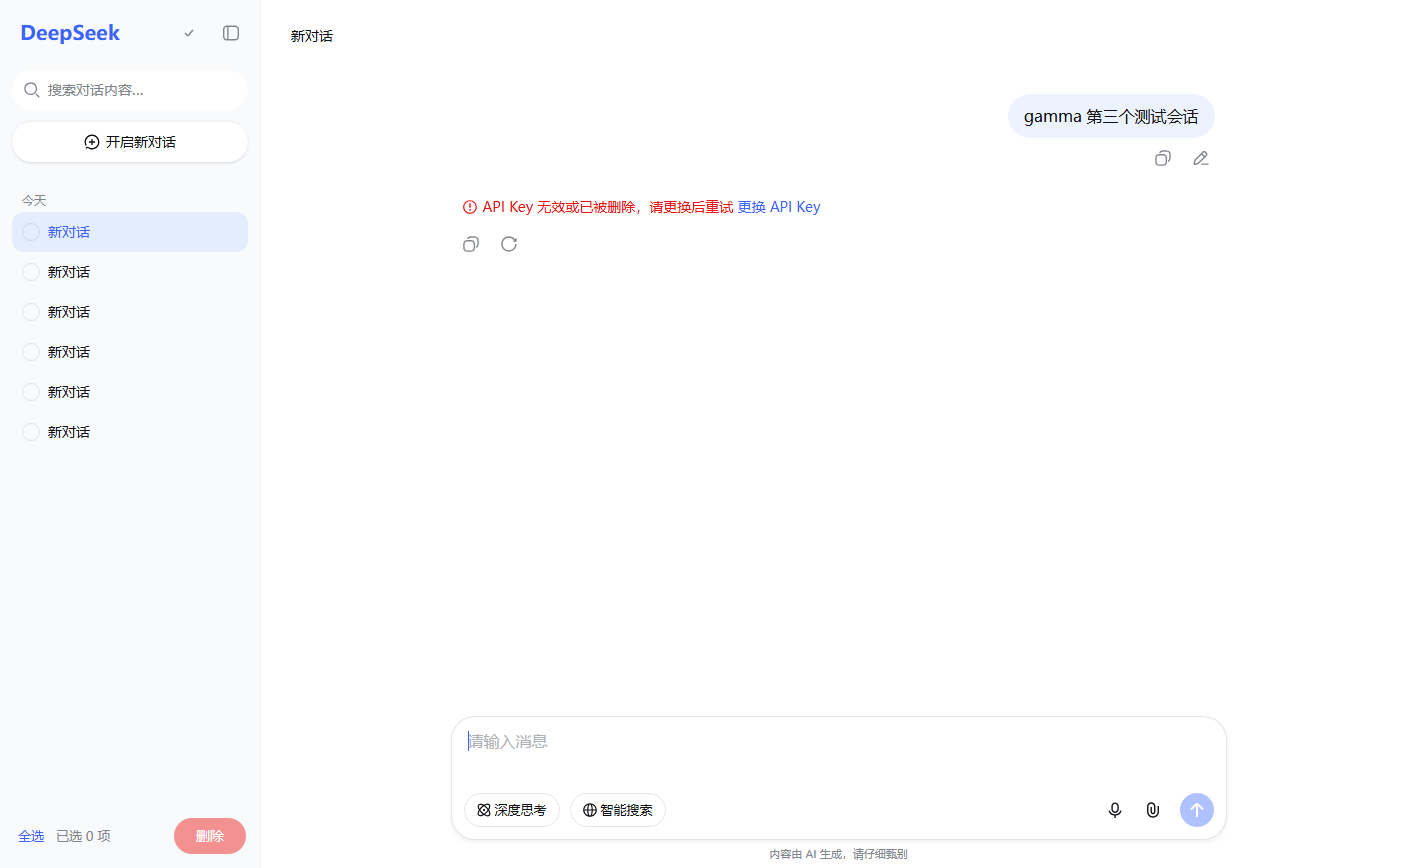 DeepSeek
搜索对话内容...
开启新对话
今天
新对话
新对话
新对话
新对话
新对话
新对话
全选 已选 0 项 删除
新对话
gamma 第三个测试会话
API Key 无效或已被删除，请更换后重试 更换 API Key
请输入消息
深度思考 智能搜索
内容由 AI 生成，请仔细甄别